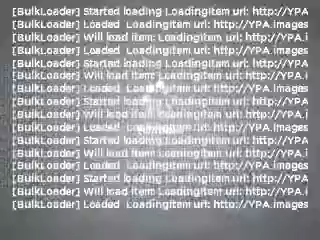 [BulkLoader] Started loading LoadingItem url: http://YPA
[BulkLoader] Loaded LoadingItem url: http://YPA.images
[BulkLoader] Will load item: LoadingItem url: http://YPA.i
[BulkLoader] Loaded LoadingItem url: http://YPA.images
[BulkLoader] Started loading LoadingItem url: http://YPA
[BulkLoader] Will load item: LoadingItem url: http://YPA.i
[BulkLoader] Loaded LoadingItem url: http://YPA.images
[BulkLoader] Started loading LoadingItem url: http://YPA
[BulkLoader] Will load item: LoadingItem url: http://YPA.i
[BulkLoader] Loaded LoadingItem url: http://YPA.images
[BulkLoader] Started loading LoadingItem url: http://YPA
[BulkLoader] Will load item: LoadingItem url: http://YPA.i
[BulkLoader] Loaded LoadingItem url: http://YPA.images
[BulkLoader] Started loading LoadingItem url: http://YPA
[BulkLoader] Will load item: LoadingItem url: http://YPA.i
[BulkLoader] Loaded LoadingItem url: http://YPA.images